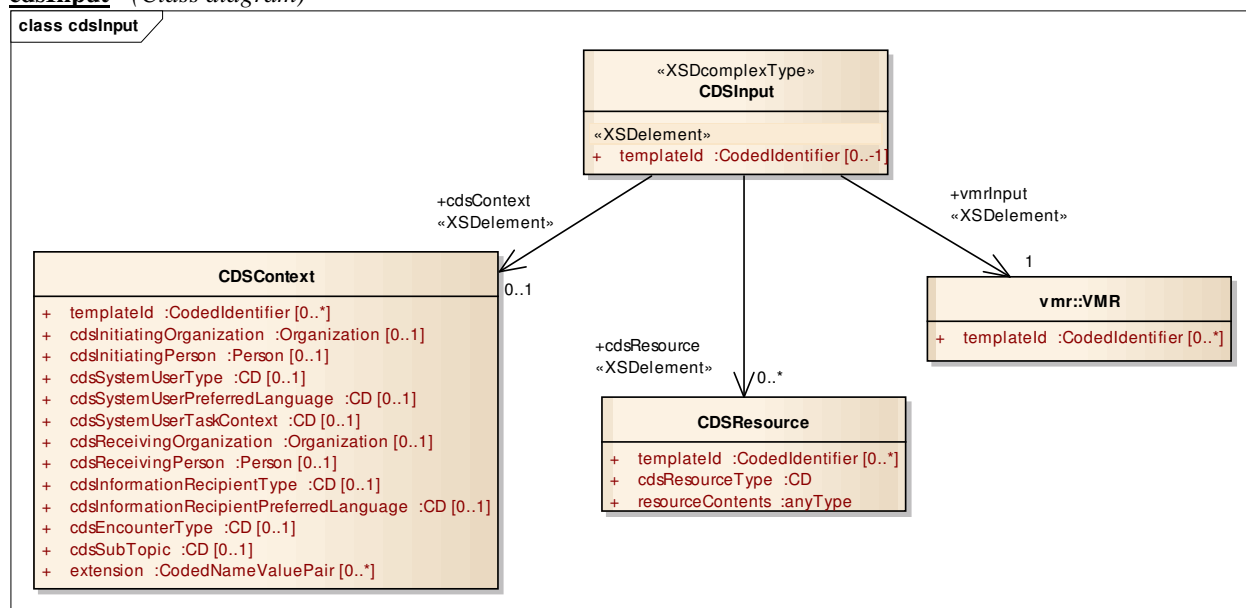 cdsInput (Class diagram)
class cdsInput
«XSDcomplexType»
CDSInput
«XSDelement»
+ templateId :CodedIdentifier [0..-1]
+cdsContext
«XSDelement»
0..1
+vmrInput
«XSDelement»
1
+cdsResource
«XSDelement»
0..*
CDSContext
+ templateId :CodedIdentifier [0..*]
+ cdsInitiatingOrganization :Organization [0..1]
+ cdsInitiatingPerson :Person [0..1]
+ cdsSystemUserType :CD [0..1]
+ cdsSystemUserPreferredLanguage :CD [0..1]
+ cdsSystemUserTaskContext :CD [0..1]
+ cdsReceivingOrganization :Organization [0..1]
+ cdsReceivingPerson :Person [0..1]
+ cdsInformationRecipientType :CD [0..1]
+ cdsInformationRecipientPreferredLanguage :CD [0..1]
+ cdsEncounterType :CD [0..1]
+ cdsSubTopic :CD [0..1]
+ extension :CodedNameValuePair [0..*]
vmr::VMR
+ templateId :CodedIdentifier [0..*]
CDSResource
+ templateId :CodedIdentifier [0..*]
+ cdsResourceType :CD
+ resourceContents :anyType